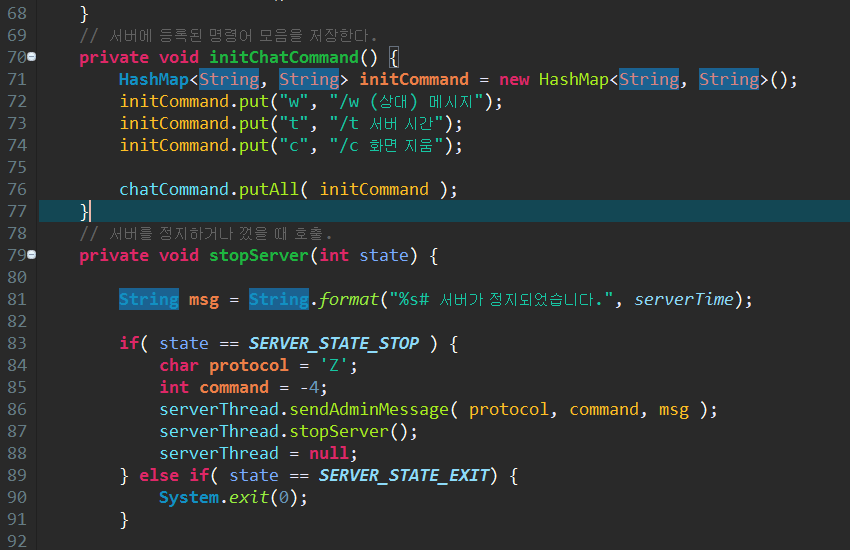 68 }
69 // 서버에 등록된 명령어 모음을 저장한다.
70 private void initChatCommand() {
71 HashMap<String, String> initCommand = new HashMap<String, String>();
72 initCommand.put("w", "/w (상대) 메시지");
73 initCommand.put("t", "/t 서버 시간");
74 initCommand.put("c", "/c 화면 지움");
75
76 chatCommand.putAll( initCommand );
77 }
78 // 서버를 정지하거나 껐을 때 호출.
79 private void stopServer(int state) {
80
81 String msg = String.format("%s# 서버가 정지되었습니다.", serverTime);
82
83 if( state == SERVER_STATE_STOP ) {
84 char protocol = 'Z';
85 int command = -4;
86 serverThread.sendAdminMessage( protocol, command, msg );
87 serverThread.stopServer();
88 serverThread = null;
89 } else if( state == SERVER_STATE_EXIT) {
90 System.exit(0);
91 }
92